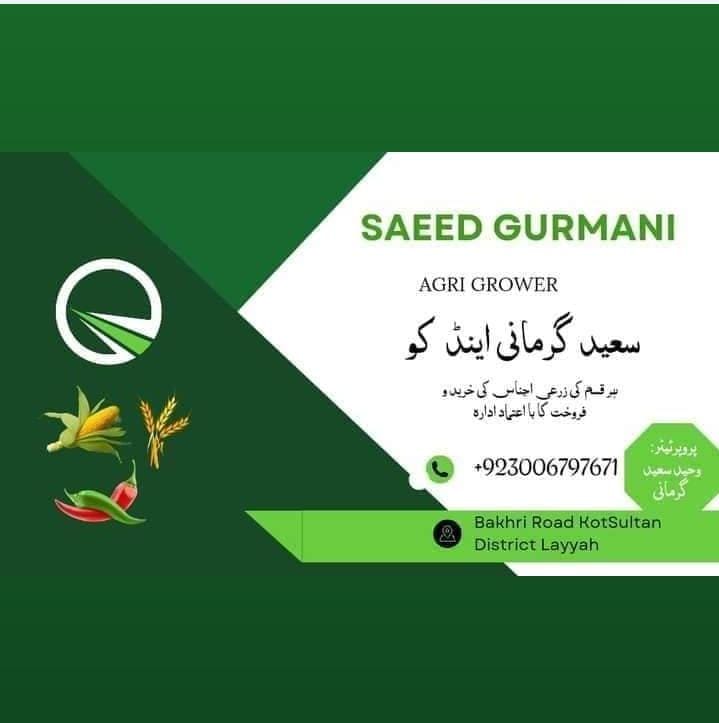 SAEED GURMANI
AGRI GROWER
سعید گرمانی اینڈ کو
ہر قسم کی زرعی اجناس کی خرید و
فروخت کا با اعتماد ادارہ
+923006797671
پروپرئیٹر:
وحید سعید
گرمانی
Bakhri Road KotSultan
District Layyah